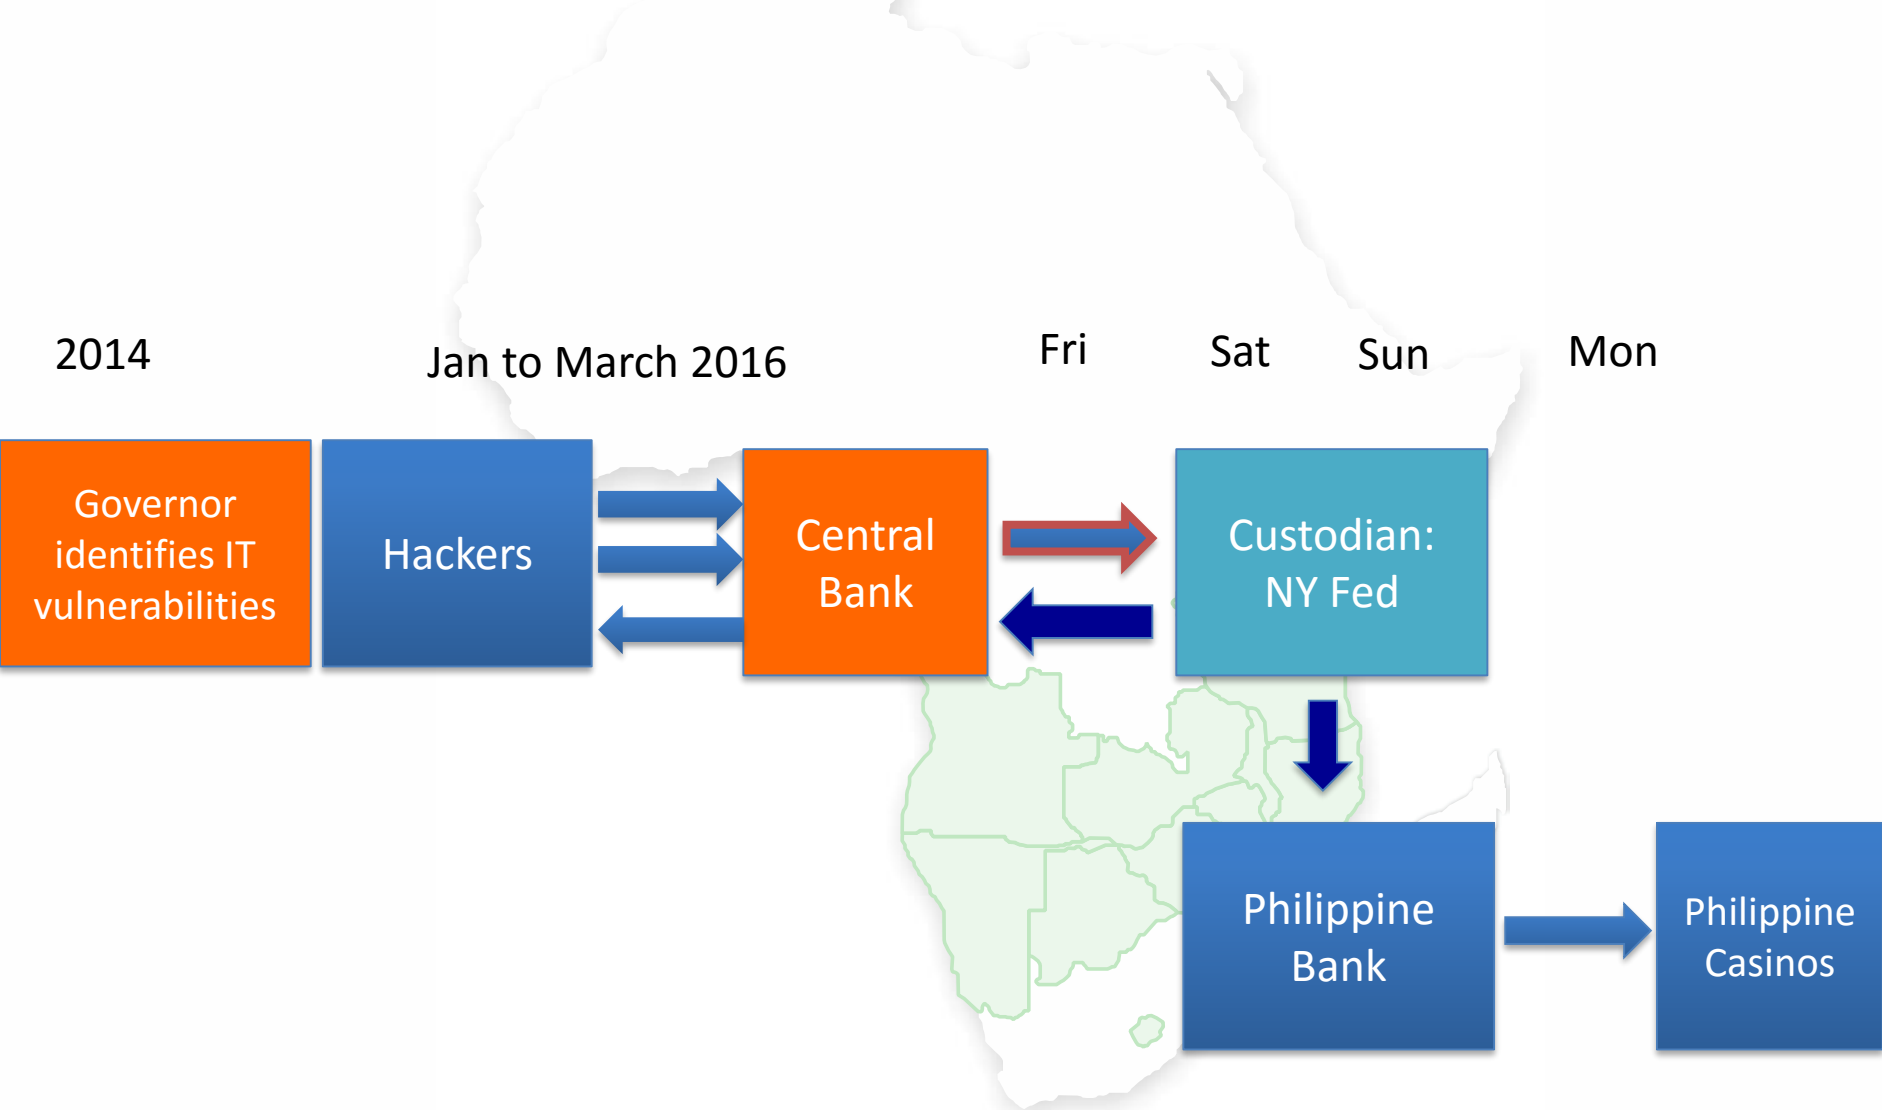 2014
Jan to March 2016
Fri
Sat
Sun
Mon
Governor
identifies IT
vulnerabilities
Hackers
Central
Bank
Custodian:
NY Fed
Philippine
Bank
Philippine
Casinos